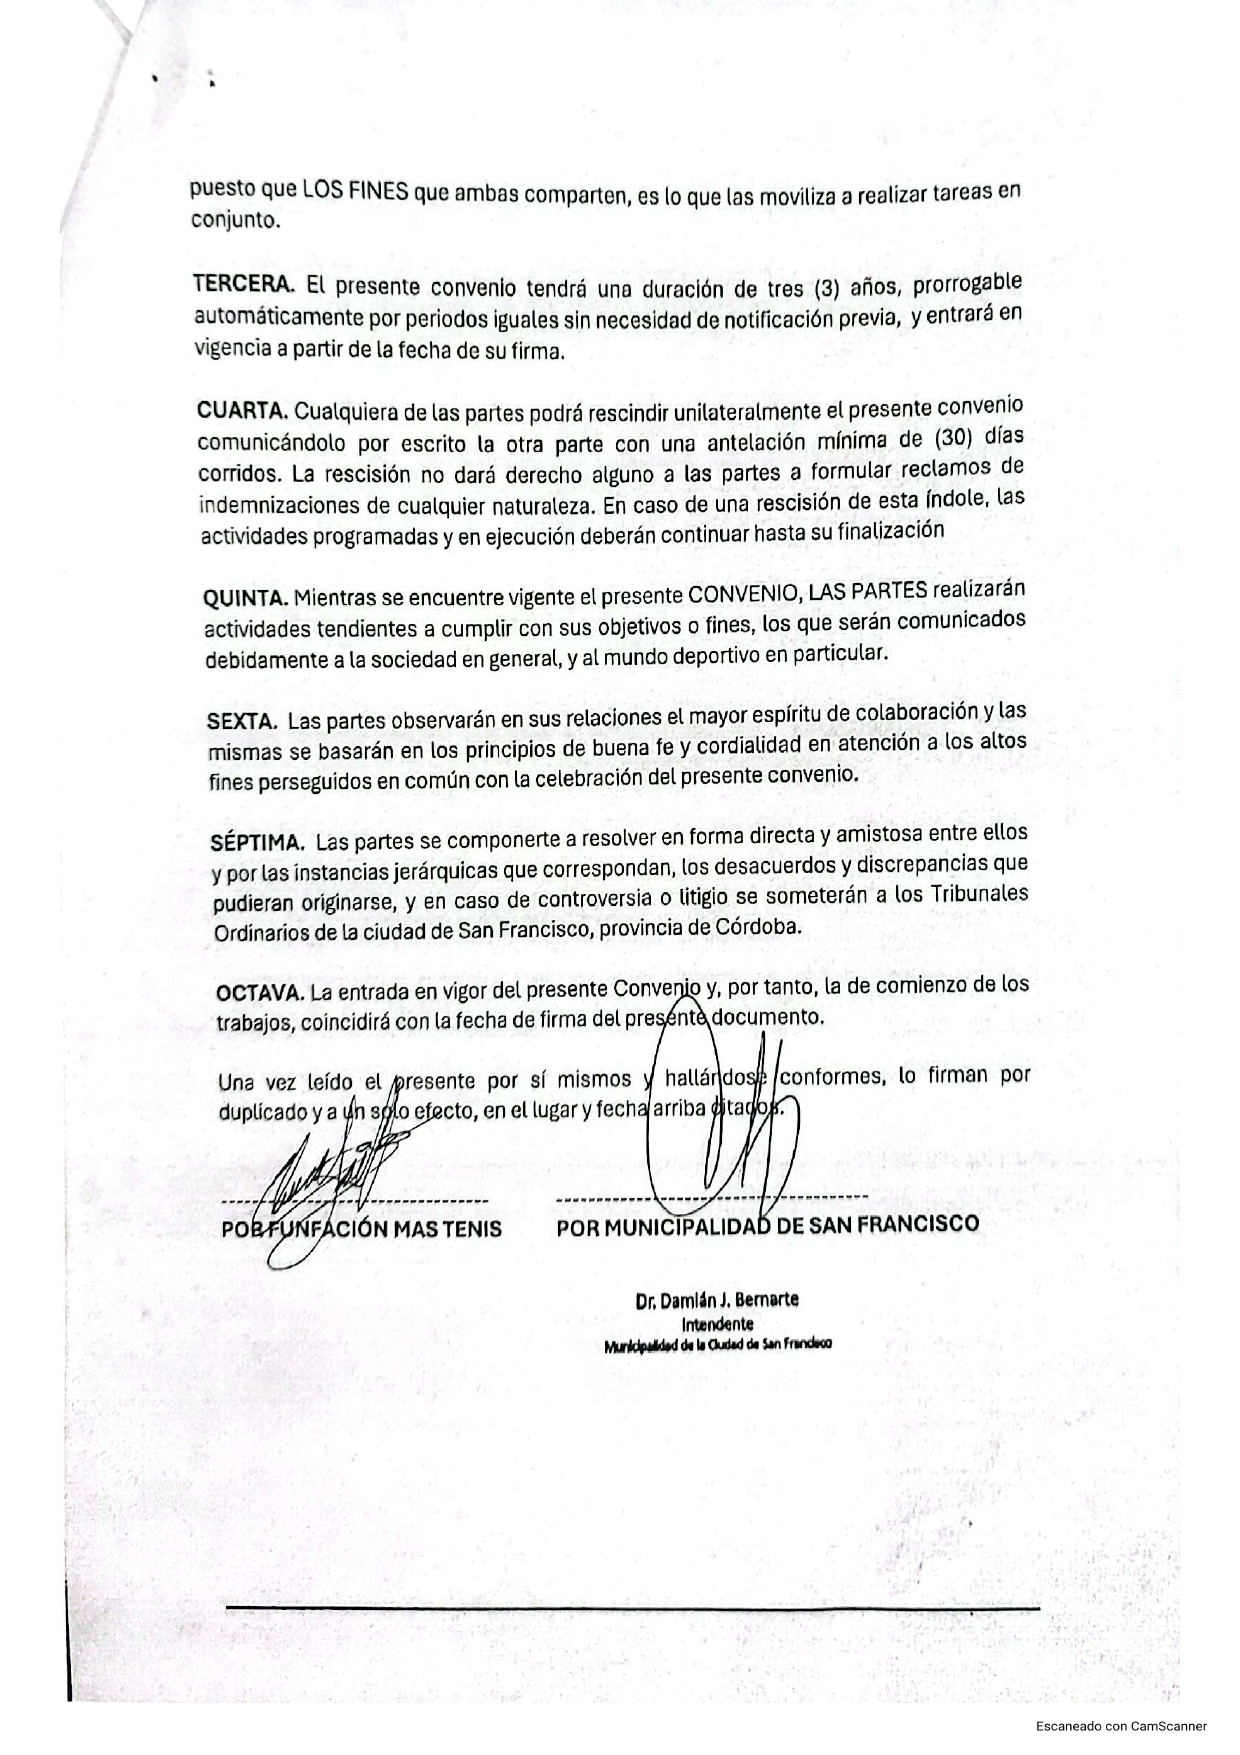 puesto que LOS FINES que ambas comparten, es lo que las moviliza a realizar tareas en
conjunto.
TERCERA. El presente convenio tendrá una duración de tres (3) años, prorrogable
automáticamente por periodos iguales sin necesidad de notificación previa, y entrará en
vigencia a partir de la fecha de su firma.
CUARTA. Cualquiera de las partes podrá rescindir unilateralmente el presente convenio
comunicándolo por escrito la otra parte con una antelación mínima de (30) días
corridos. La rescisión no dará derecho alguno a las partes a formular reclamos de
indemnizaciones de cualquier naturaleza. En caso de una rescisión de esta índole, las
actividades programadas y en ejecución deberán continuar hasta su finalización
QUINTA. Mientras se encuentre vigente el presente CONVENIO, LAS PARTES realizarán
actividades tendientes a cumplir con sus objetivos o fines, los que serán comunicados
debidamente a la sociedad en general, y al mundo deportivo en particular.
SEXTA. Las partes observarán en sus relaciones el mayor espíritu de colaboración y las
mismas se basarán en los principios de buena fe y cordialidad en atención a los altos
fines perseguidos en común con la celebración del presente convenio.
SÉPTIMA. Las partes se componerte a resolver en forma directa y amistosa entre ellos
y por las instancias jerárquicas que correspondan, los desacuerdos y discrepancias que
pudieran originarse, y en caso de controversia o litigio se someterán a los Tribunales
Ordinarios de la ciudad de San Francisco, provincia de Córdoba.
OCTAVA. La entrada en vigor del presente Convenio y, por tanto, la de comienzo de los
trabajos, coincidirá con la fecha de firma del presente documento.
Una vez leído el presente por sí mismos y hallándose conformes, lo firman por
duplicado y a un solo efecto, en el lugar y fecha arriba citados.
POR FUNFACIÓN MAS TENIS POR MUNICIPALIDAD DE SAN FRANCISCO
Dr. Damián J. Bernarte
Intendente
Municipalidad de la Ciudad de San Francisco
Escaneado con CamScanner